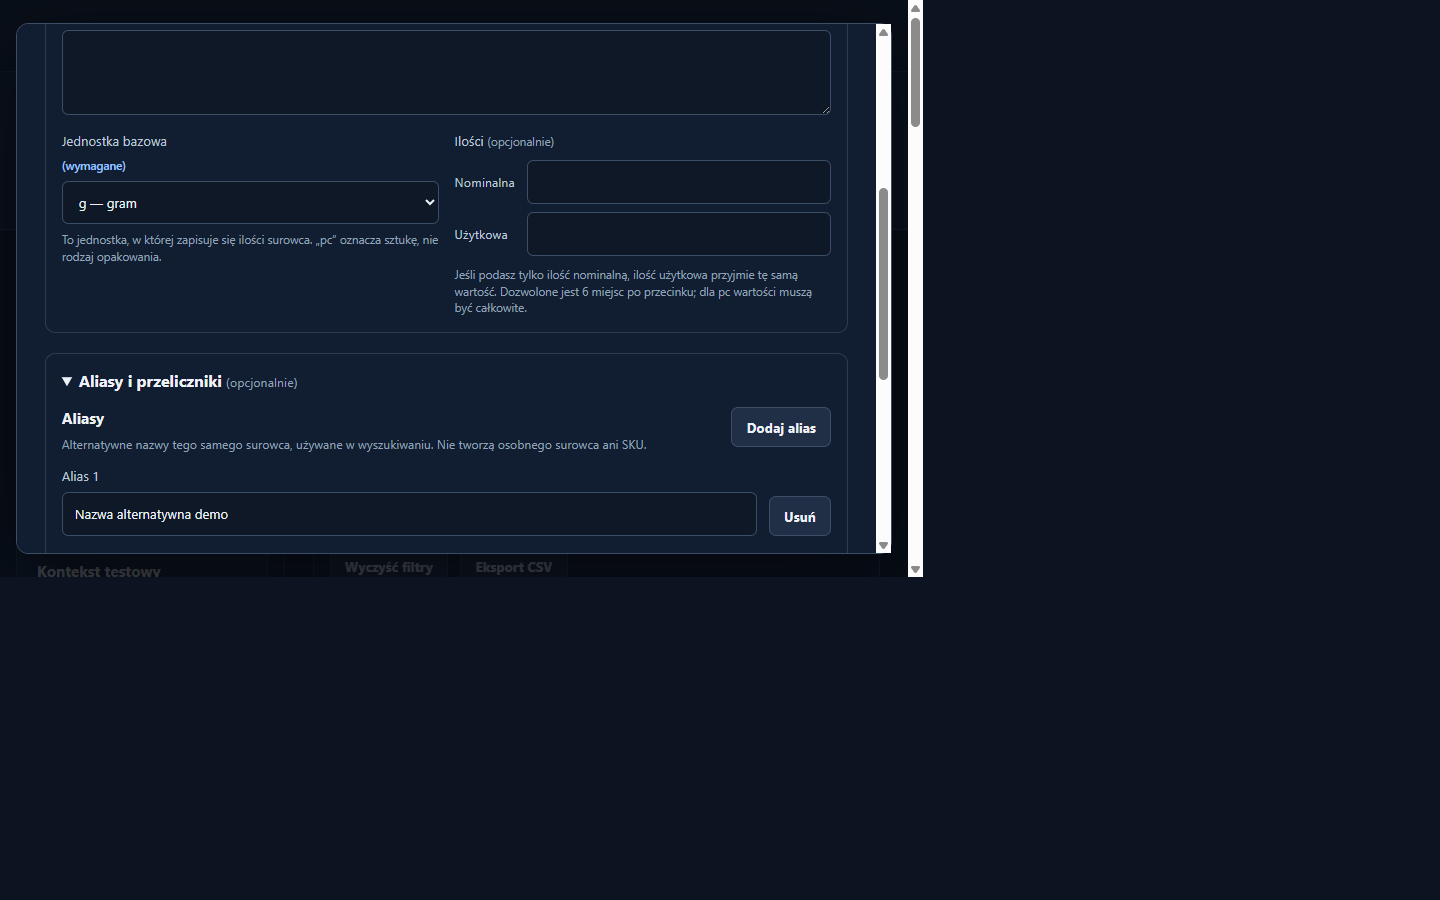 Jednostka bazowa
(wymagane)
g — gram
To jednostka, w której zapisuje się ilości surowca. „pc” oznacza sztukę, nie
rodzaj opakowania.
Ilości (opcjonalnie)
Nominalna
Użytkowa
Jeśli podasz tylko ilość nominalną, ilość użytkowa przyjmie tę samą
wartość. Dozwolone jest 6 miejsc po przecinku; dla pc wartości muszą
być całkowite.
Aliasy i przeliczniki (opcjonalnie)
Aliasy
Alternatywne nazwy tego samego surowca, używane w wyszukiwaniu. Nie tworzą osobnego surowca ani SKU.
Dodaj alias
Alias 1
Nazwa alternatywna demo
Usuń
Kontekst testowy
Wyczyść filtry
Eksport CSV